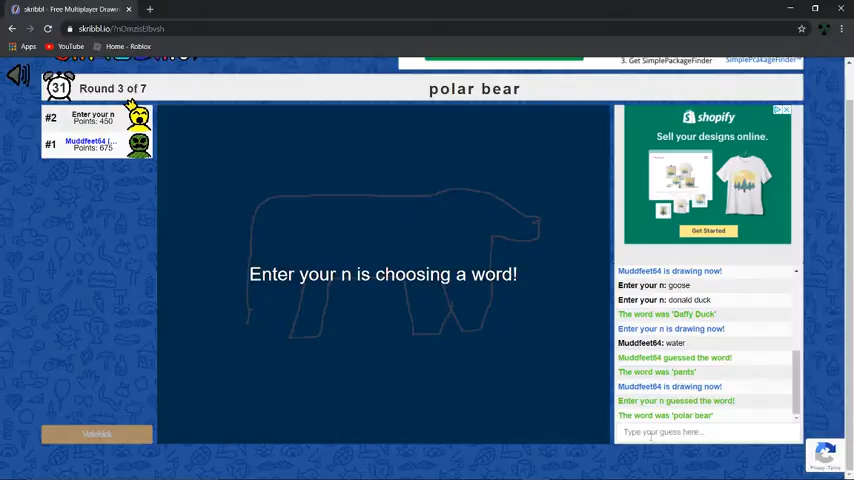 skribbl - Free Multiplayer Drawin
skribbl.io/?nOmzisEIbvsh
Apps
YouTube
Home - Roblox
3. Get SimplePackageFinder
31
Round 3 of 7
polar bear
#2
Enter your n
Points: 450
#1
Muddfeet64 (...
Points: 675
shopify
Sell your designs online.
Get Started
Enter your n is choosing a word!
Muddfeet64 is drawing now!
Enter your n: goose
Enter your n: donald duck
The word was 'Daffy Duck'
Enter your n is drawing now!
Muddfeet64: water
Muddfeet64 guessed the word!
The word was 'pants'
Muddfeet64 is drawing now!
Enter your n guessed the word!
The word was 'polar bear'
Type your guess here...
Votekick
Privacy - Terms